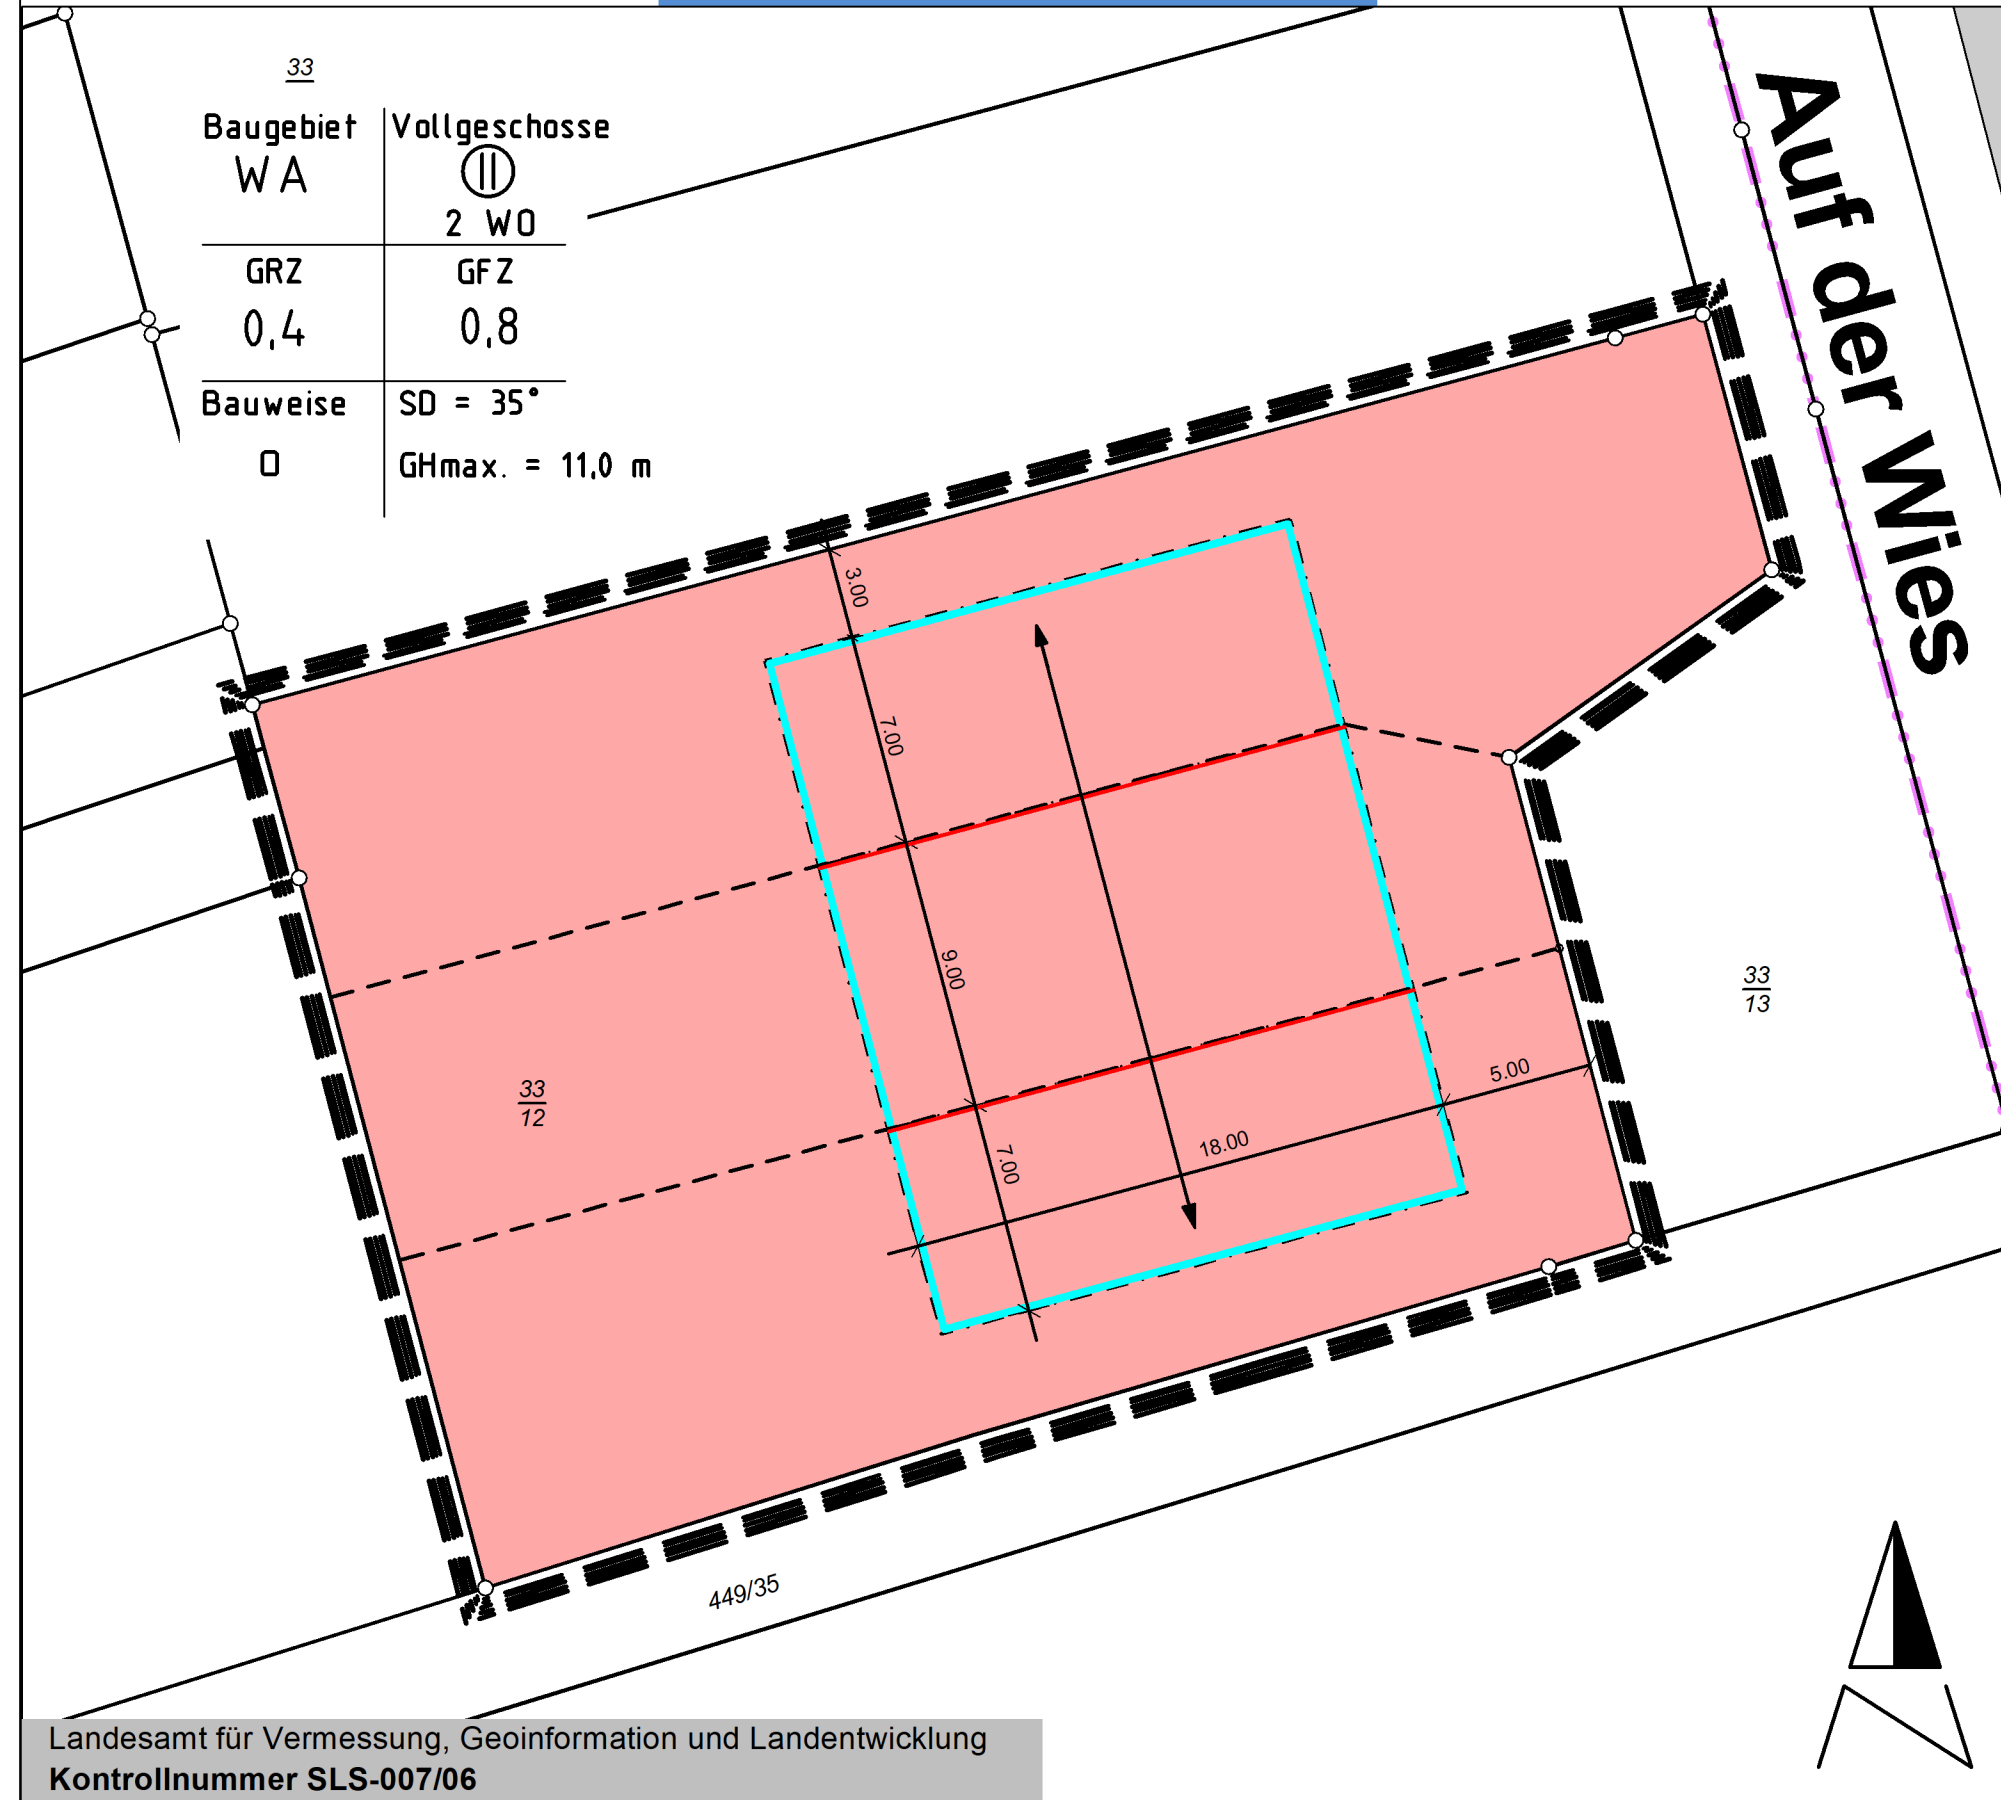 33
Baugebiet Vollgeschosse
WA II
2 WO
GRZ GFZ
0,4 0,8
Bauweise SD = 35°
O GHmax. = 11,0 m
Auf der Wies
3.00
7.00
9.00
7.00
18.00
5.00
33
12
33
13
449/35
Landesamt für Vermessung, Geoinformation und Landentwicklung
Kontrollnummer SLS-007/06